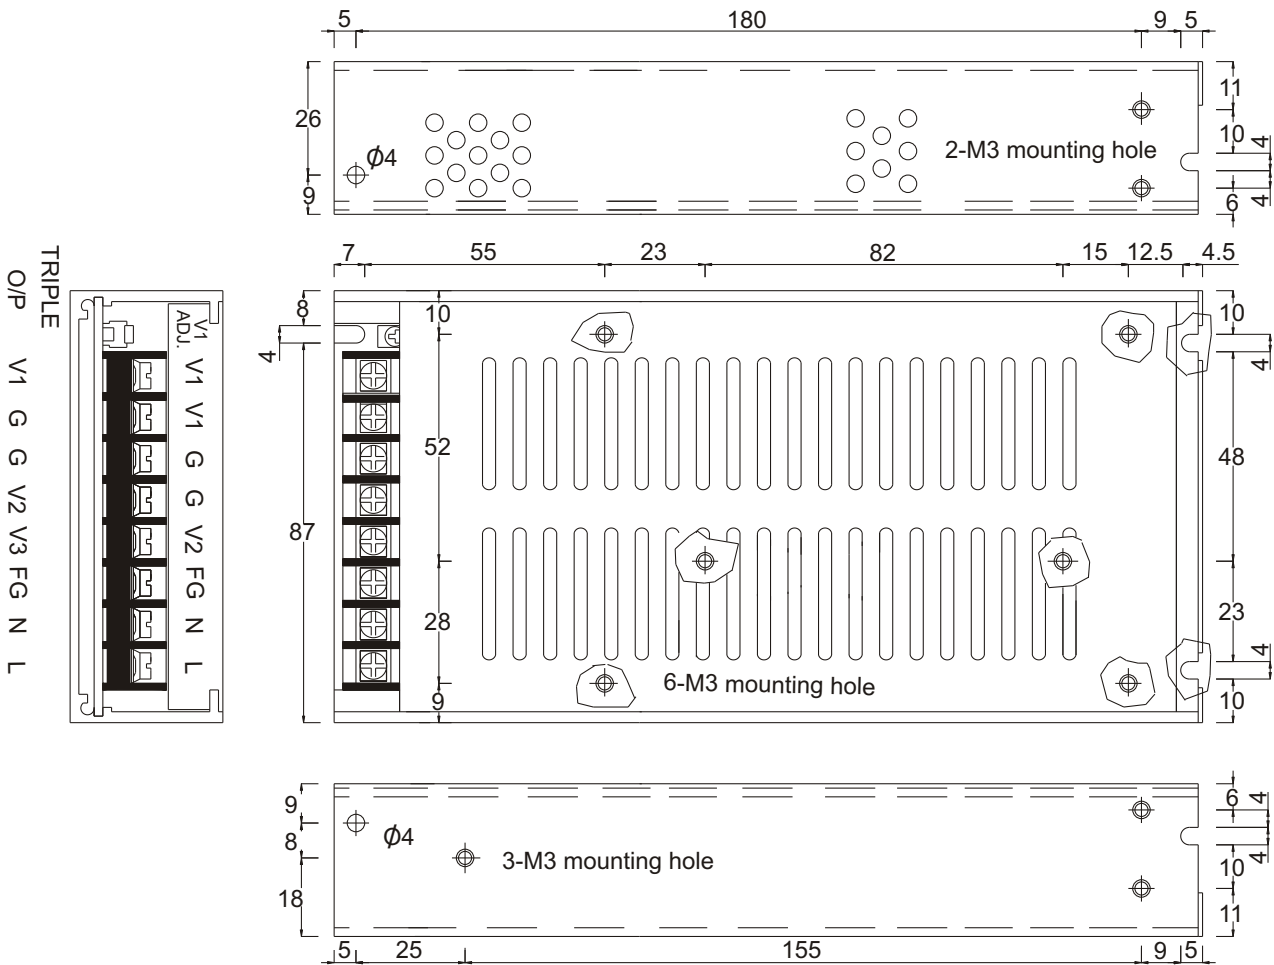 5 180 9 5
26
9
Ø4
2-M3 mounting hole
11
10
4
6
4
7 55 23 82 15 12.5 4.5
8
4
87
10
52
28
9
10
4
48
23
4
10
6-M3 mounting hole
TRIPLE
O/P V1 G G V2 V3 FG N L
V1
ADJ.
V1 V1 G G V2 FG N L
9
8
18
Ø4
3-M3 mounting hole
6
4
4
10
11
5 25 155 9 5